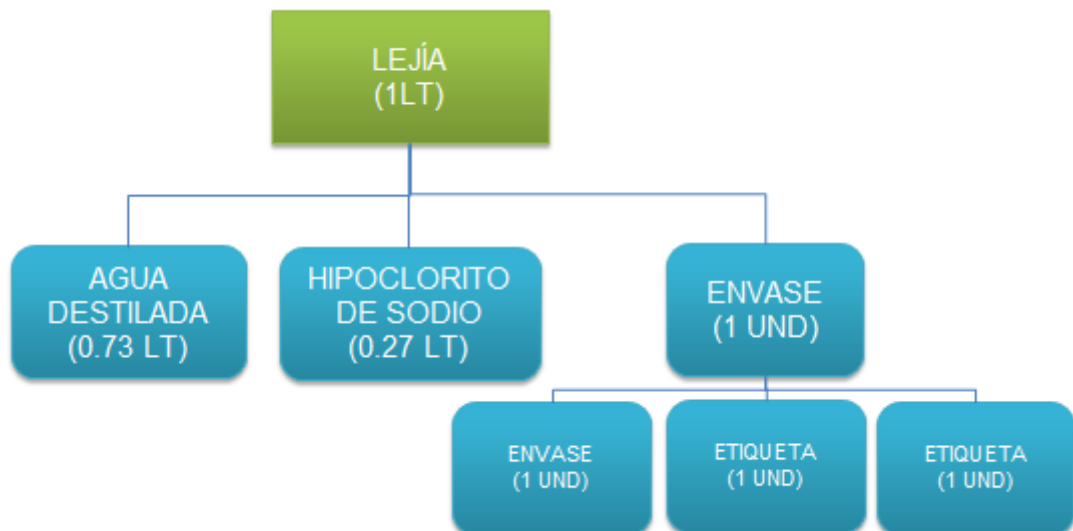 LEJÍA
(1LT)
AGUA
DESTILADA
(0.73 LT)
HIPOCLORITO
DE SODIO
(0.27 LT)
ENVASE
(1 UND)
ENVASE
(1 UND)
ETIQUETA
(1 UND)
ETIQUETA
(1 UND)